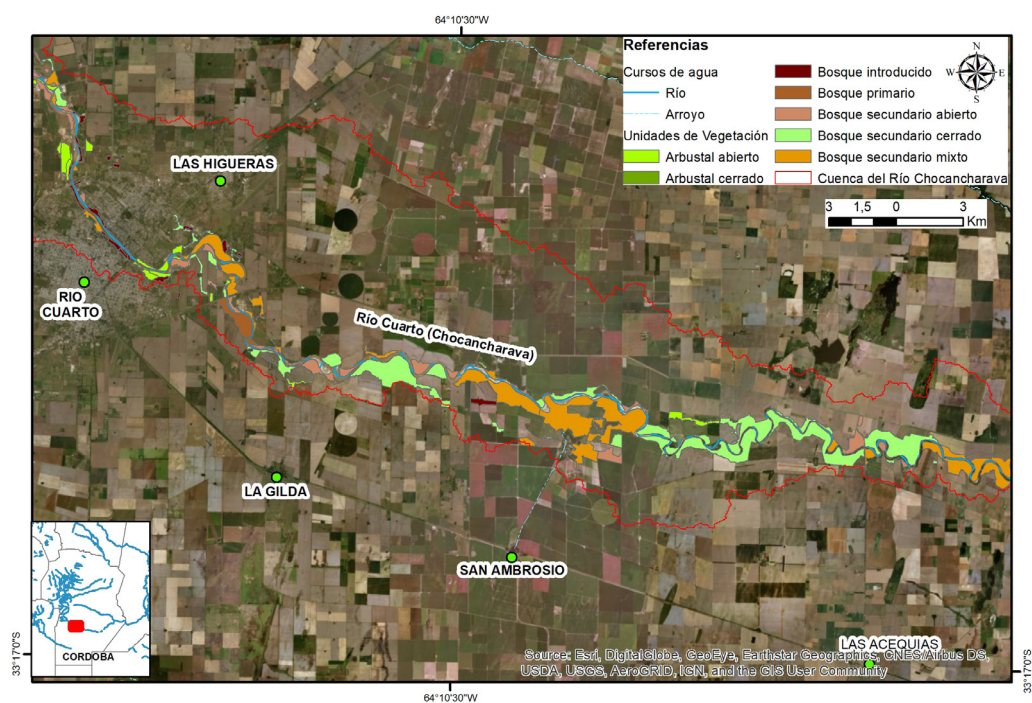 64°10'30"W
Referencias
Cursos de agua
Río
Arroyo
Unidades de Vegetación
Arbustal abierto
Arbustal cerrado
Bosque introducido
Bosque primario
Bosque secundario abierto
Bosque secundario cerrado
Bosque secundario mixto
Cuenca del Río Chocancharava
N
W E
S
3 1,5 0 3
Km
LAS HIGUERAS
RIO
CUARTO
Río Cuarto (Chocancharava)
LA GILDA
SAN AMBROSIO
LAS ACEQUIAS
CORDOBA
Source: Esri, DigitalGlobe, GeoEye, Earthstar Geographics, CNES/Airbus DS,
USDA, USGS, AeroGRID, IGN, and the GIS User Community
33°17'0"S
33°17'0"S
64°10'30"W